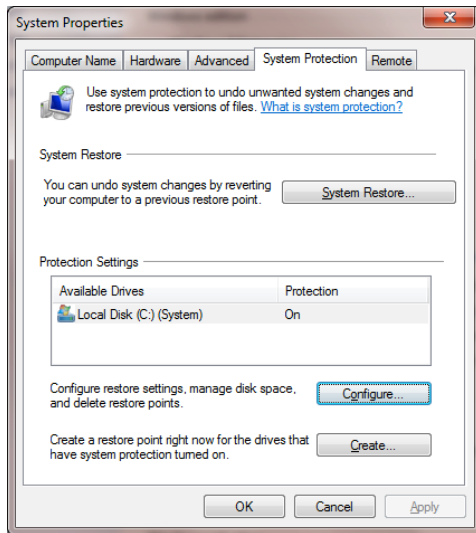 System Properties
Computer Name Hardware Advanced System Protection Remote
Use system protection to undo unwanted system changes and
restore previous versions of files. What is system protection?
System Restore
You can undo system changes by reverting
your computer to a previous restore point.
System Restore...
Protection Settings
Available Drives Protection
Local Disk (C:) (System) On
Configure restore settings, manage disk space,
and delete restore points.
Configure...
Create a restore point right now for the drives that
have system protection turned on.
Create...
OK Cancel Apply